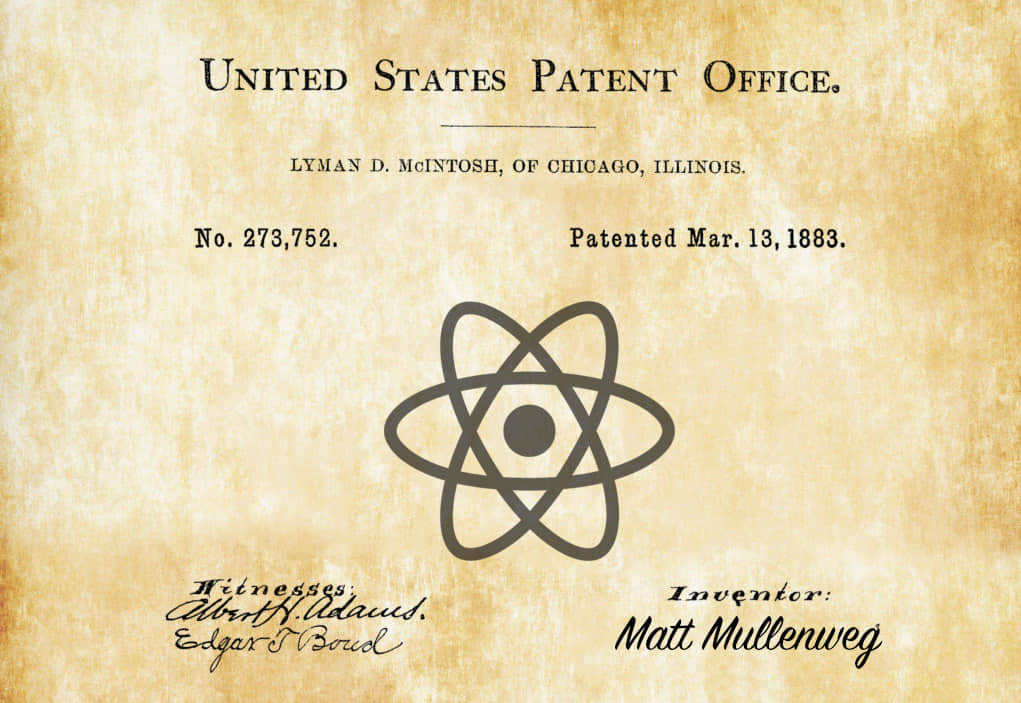 UNITED STATES PATENT OFFICE.
LYMAN D. McINTOSH, OF CHICAGO, ILLINOIS.
No. 273,752.
Patented Mar. 13, 1883.
Witnesses:
Albert H. Adams.
Edgar T Bond
Inventor:
Matt Mullenweg